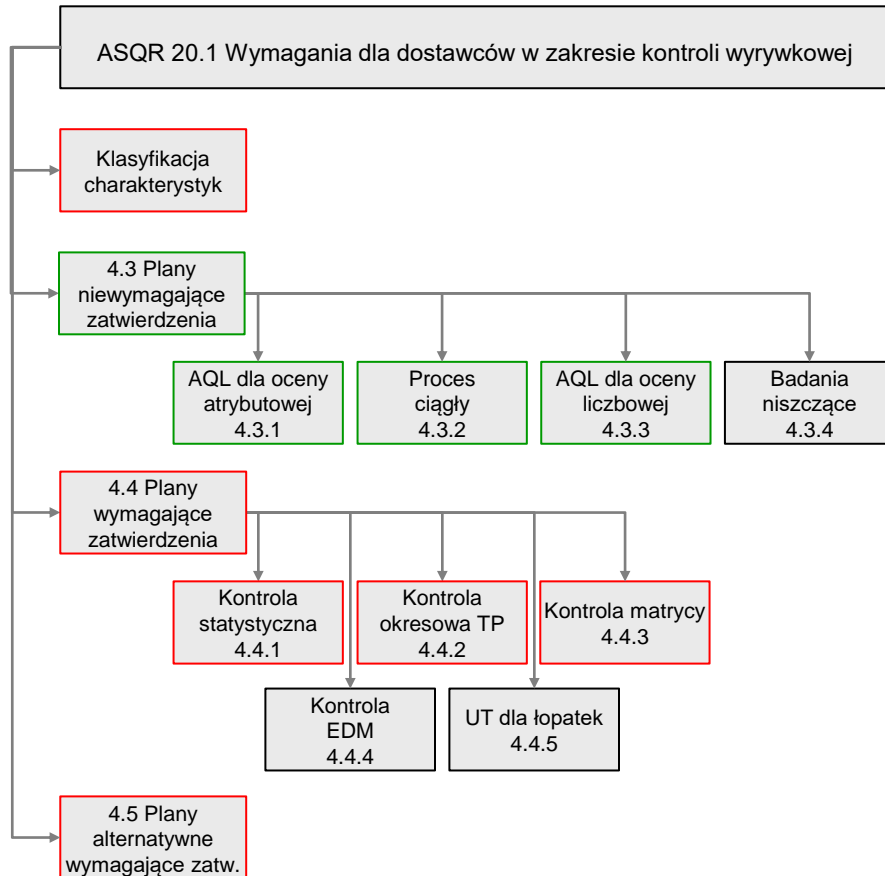 ASQR 20.1 Wymagania dla dostawców w zakresie kontroli wyrywkowej
Klasyfikacja
charakterystyk
4.3 Plany
niewymagające
zatwierdzenia
AQL dla oceny
atrybutowej
4.3.1
Proces
ciągły
4.3.2
AQL dla oceny
liczbowej
4.3.3
Badania
niszczące
4.3.4
4.4 Plany
wymagające
zatwierdzenia
Kontrola
statystyczna
4.4.1
Kontrola
okresowa TP
4.4.2
Kontrola matrycy
4.4.3
Kontrola
EDM
4.4.4
UT dla łopatek
4.4.5
4.5 Plany
alternatywne
wymagające zatw.